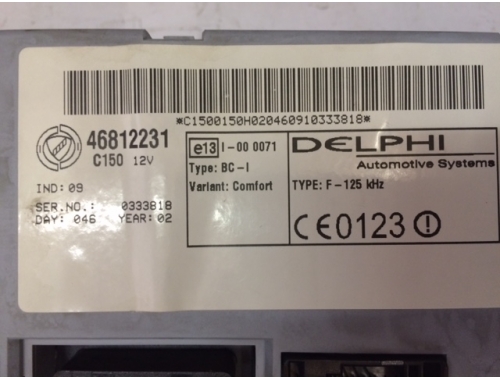 *C1500150H020460910333818*
46812231
C150 12V
IND: 09
SER.NO.: 0333818
DAY: 046 YEAR: 02
e13 I-00 0071
Type: BC-I
Variant: Comfort
DELPHI
Automotive Systems
TYPE: F-125 kHz
CE0123 !